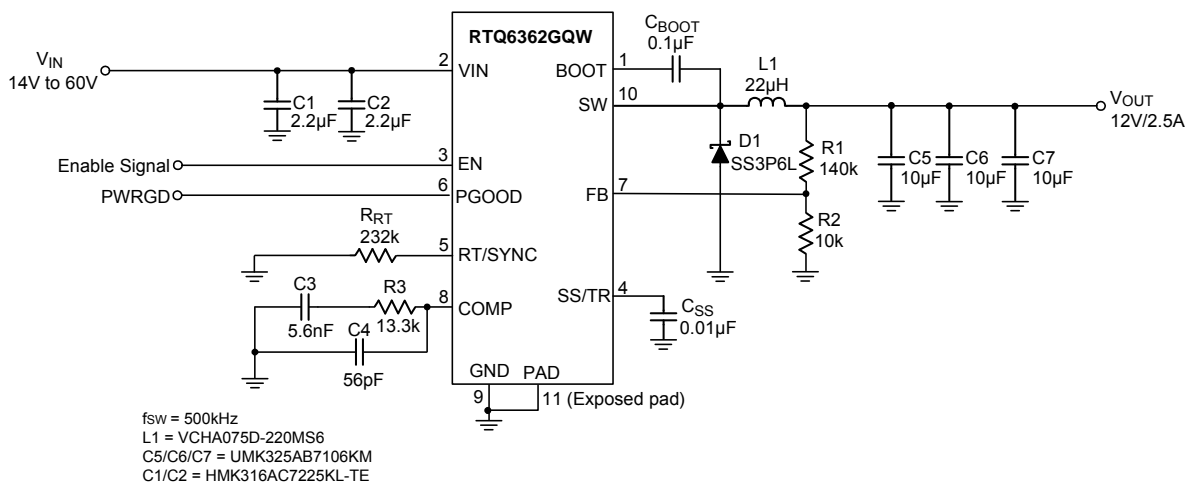 RTQ6362GQW
VIN
14V to 60V
2
VIN
C1
2.2µF
C2
2.2µF
Enable Signal
3
EN
PWRGD
6
PGOOD
RRT
232k
5
RT/SYNC
C3
5.6nF
R3
13.3k
8
COMP
C4
56pF
BOOT
1
CBOOT
0.1µF
SW
10
L1
22µH
D1
SS3P6L
R1
140k
FB
7
R2
10k
SS/TR
4
CSS
0.01µF
C5
10µF
C6
10µF
C7
10µF
VOUT
12V/2.5A
GND
PAD
9
11 (Exposed pad)
fSW = 500kHz
L1 = VCHA075D-220MS6
C5/C6/C7 = UMK325AB7106KM
C1/C2 = HMK316AC7225KL-TE